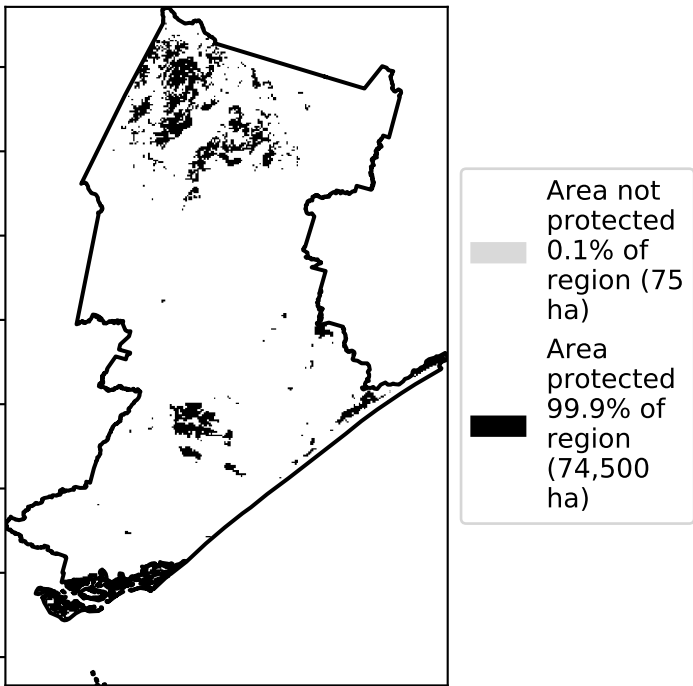 Area not
protected
0.1% of
region (75
ha)
Area
protected
99.9% of
region
(74,500
ha)